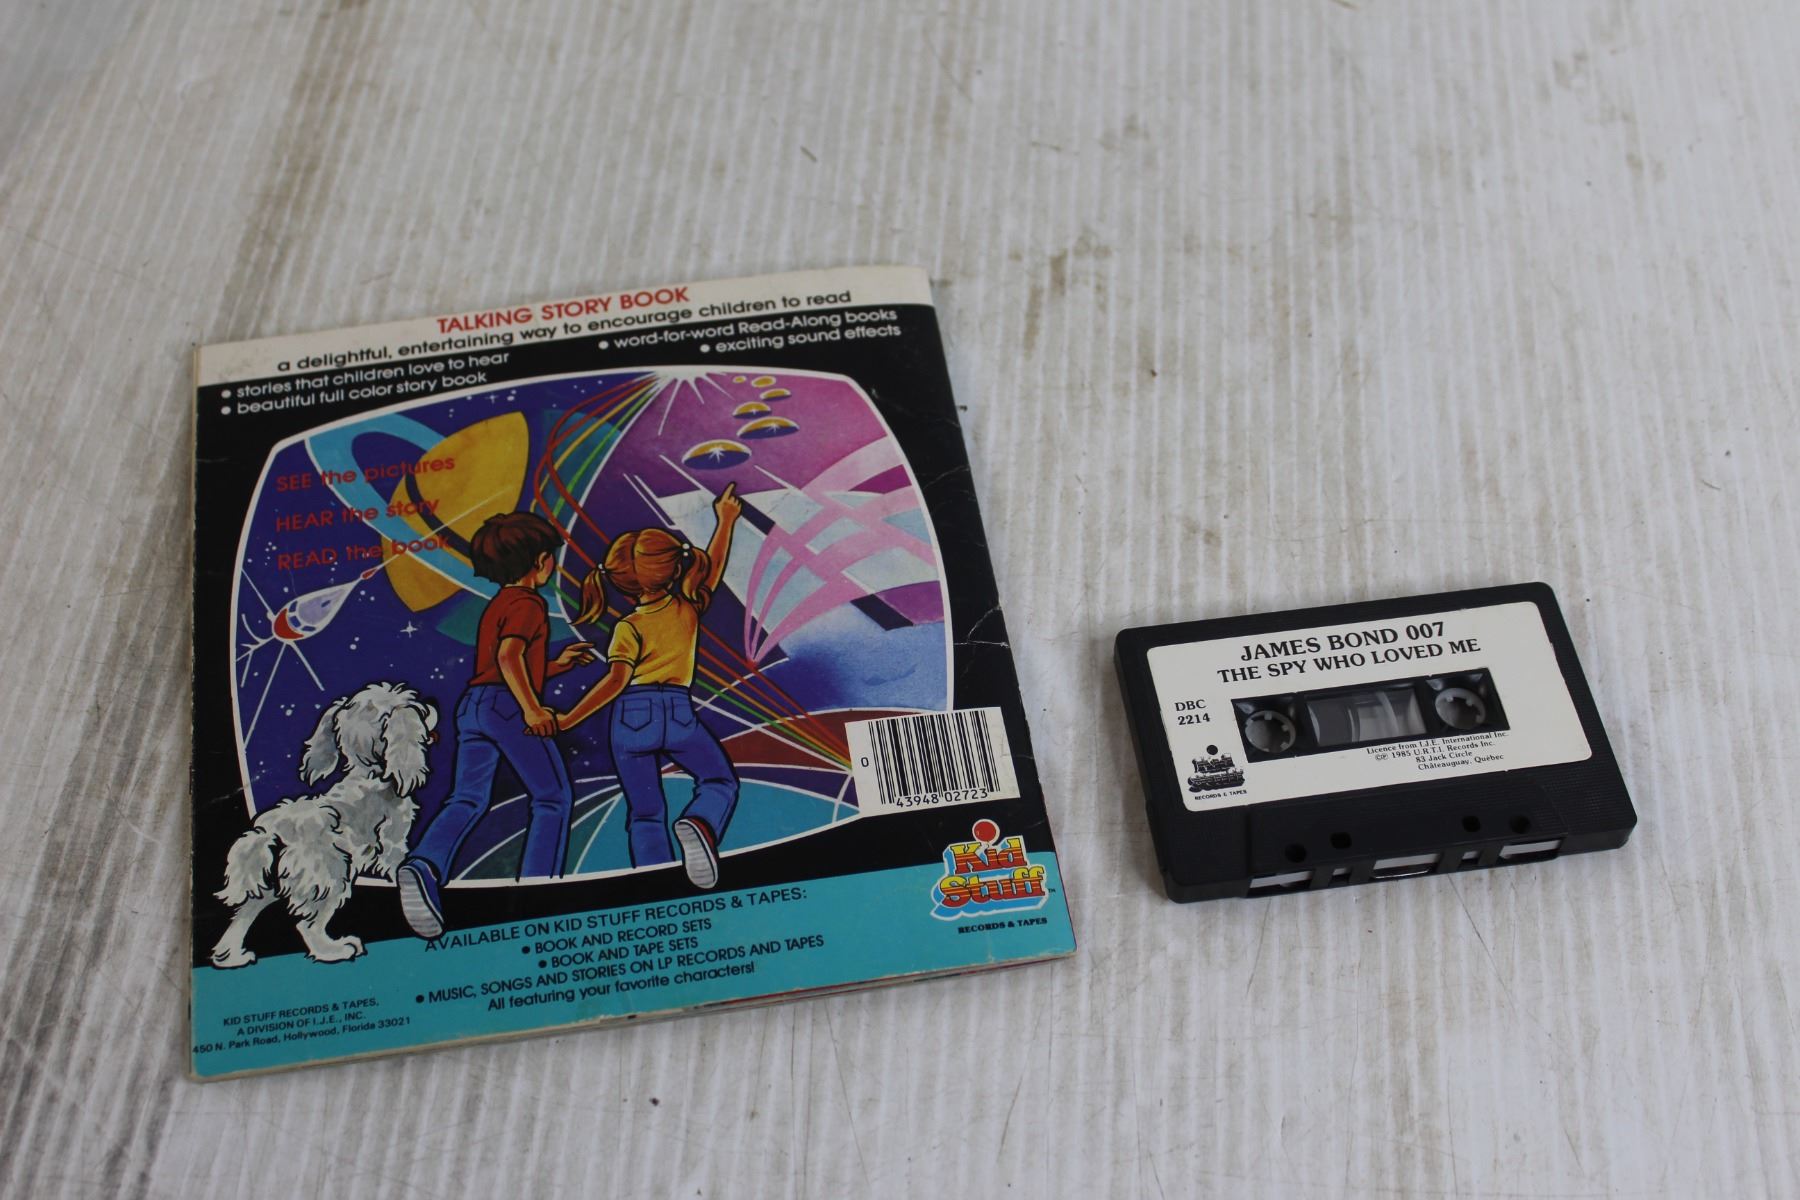 TALKING STORY BOOK
a delightful, entertaining way to encourage children to read
• stories that children love to hear
• beautiful full color story book
• word-for-word Read-Along books
• exciting sound effects
SEE the pictures
HEAR the story
READ the book
0
43948 02723
Kid
Stuff
TM
RECORDS & TAPES
AVAILABLE ON KID STUFF RECORDS & TAPES:
• BOOK AND RECORD SETS
• BOOK AND TAPE SETS
• MUSIC, SONGS AND STORIES ON LP RECORDS AND TAPES
All featuring your favorite characters!
KID STUFF RECORDS & TAPES,
A DIVISION OF I.J.E., INC.
450 N. Park Road, Hollywood, Florida 33021
JAMES BOND 007
THE SPY WHO LOVED ME
DBC
2214
RECORDS & TAPES
Licence from I.J.E. International Inc.
©℗ 1985 U.R.T.I. Records Inc.
83 Jack Circle
Châteauguay, Québec